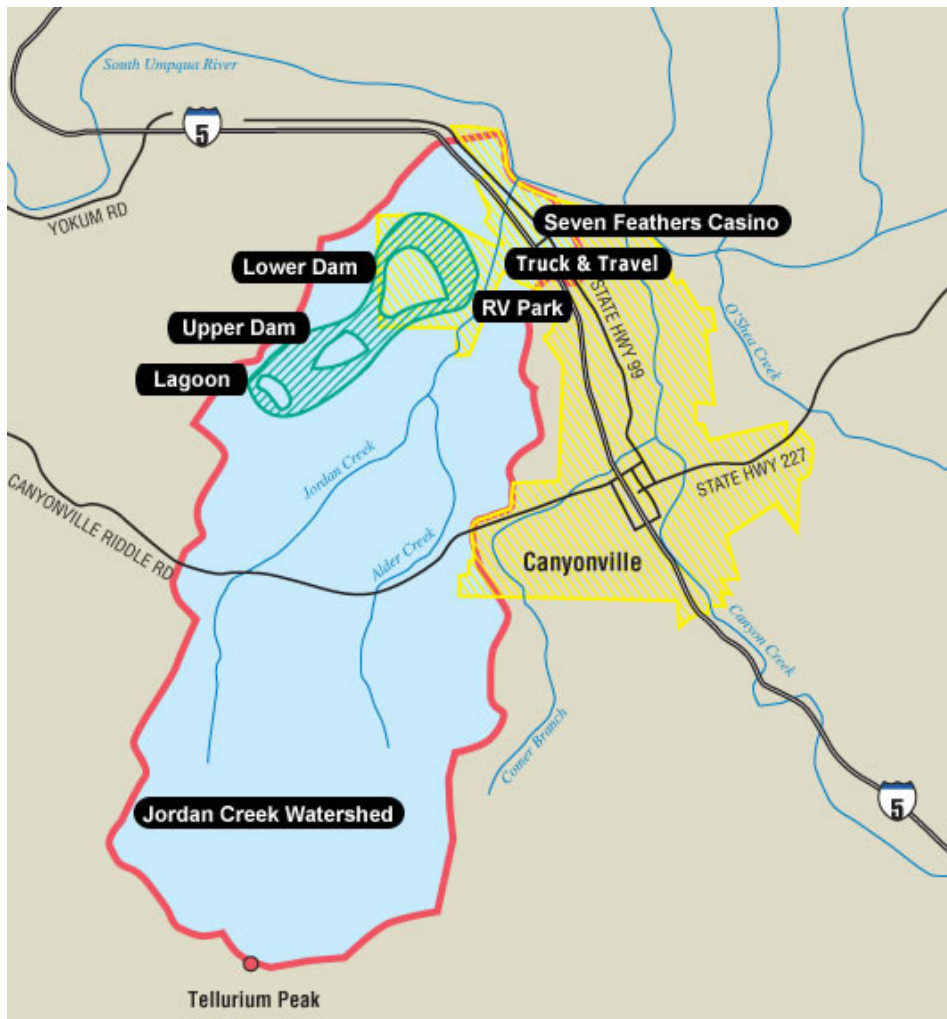 South Umpqua River
5
YOKUM RD
Seven Feathers Casino
Lower Dam
Truck & Travel
RV Park
STATE HWY 99
O'Shea Creek
Upper Dam
Lagoon
Jordan Creek
STATE HWY 227
CANYONVILLE RIDDLE RD
Alder Creek
Canyonville
Canyon Creek
Comer Branch
5
Jordan Creek Watershed
Tellurium Peak